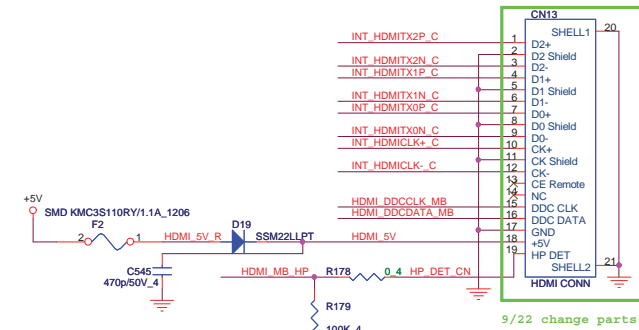 CN13
SHELL1 20
INT_HDMITX2P_C 1 D2+
2 D2 Shield
INT_HDMITX2N_C 3 D2-
INT_HDMITX1P_C 4 D1+
5 D1 Shield
INT_HDMITX1N_C 6 D1-
INT_HDMITX0P_C 7 D0+
8 D0 Shield
INT_HDMITX0N_C 9 D0-
INT_HDMICLK+_C 10 CK+
11 CK Shield
INT_HDMICLK-_C 12 CK-
13 CE Remote
14 NC
HDMI_DDCCLK_MB 15 DDC CLK
HDMI_DDCDATA_MB 16 DDC DATA
17 GND
HDMI_5V 18 +5V
19 HP DET
SHELL2 21
HDMI CONN
+5V
SMD KMC3S110RY/1.1A_1206
F2
2 1
HDMI_5V_R
D19
SSM22LLPT
C545
470p/50V_4
HDMI_MB_HP
R178
0_4
HP_DET_CN
R179
100K_4
9/22 change parts